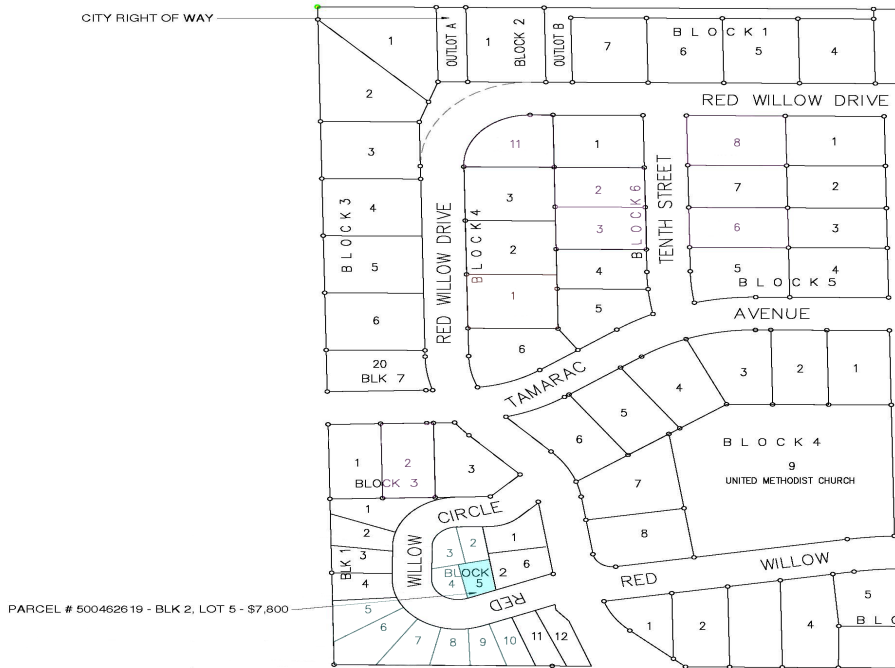 CITY RIGHT OF WAY
1
OUTLOT A
1
BLOCK 2
OUTLOT B
7
BLOCK 1
6
5
4
2
RED WILLOW DRIVE
3
11
1
8
1
BLOCK 3
4
RED WILLOW DRIVE
BLOCK 4
3
2
BLOCK 6
TENTH STREET
7
2
3
6
3
5
2
4
5
4
BLOCK 5
1
5
6
AVENUE
6
20
BLK 7
TAMARAC
3
2
1
4
5
6
BLOCK 4
9
UNITED METHODIST CHURCH
1
2
3
BLOCK 3
7
1
CIRCLE
2
8
BLK 1
3
WILLOW
3
2
1
4
BLOCK
4
5
2
6
RED
WILLOW
PARCEL # 500462619 - BLK 2, LOT 5 - $7,800
5
RED
6
7
8
9
10
11
12
1
2
4
5
BLO